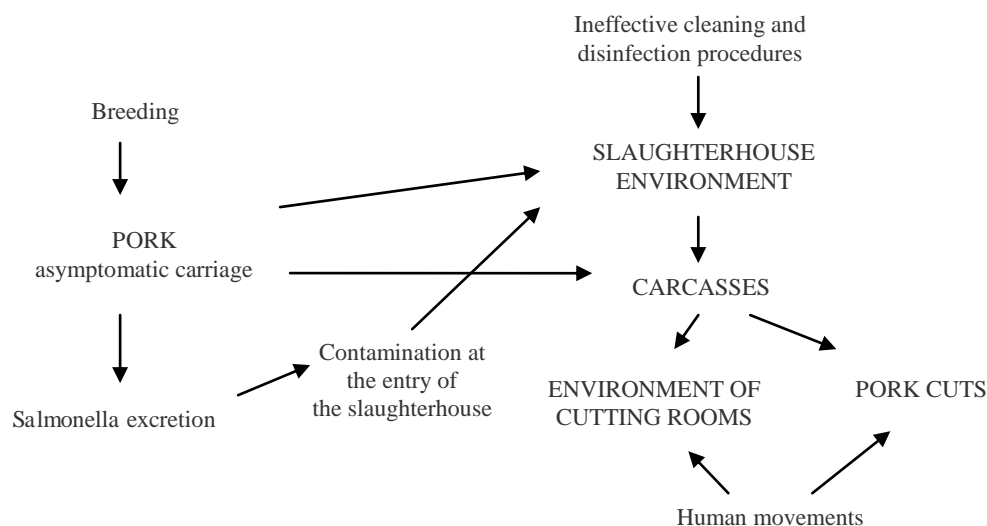 Ineffective cleaning and
disinfection procedures
Breeding
SLAUGHTERHOUSE
ENVIRONMENT
PORK
asymptomatic carriage
CARCASSES
Contamination at
the entry of
the slaughterhouse
Salmonella excretion
ENVIRONMENT OF
CUTTING ROOMS
PORK CUTS
Human movements